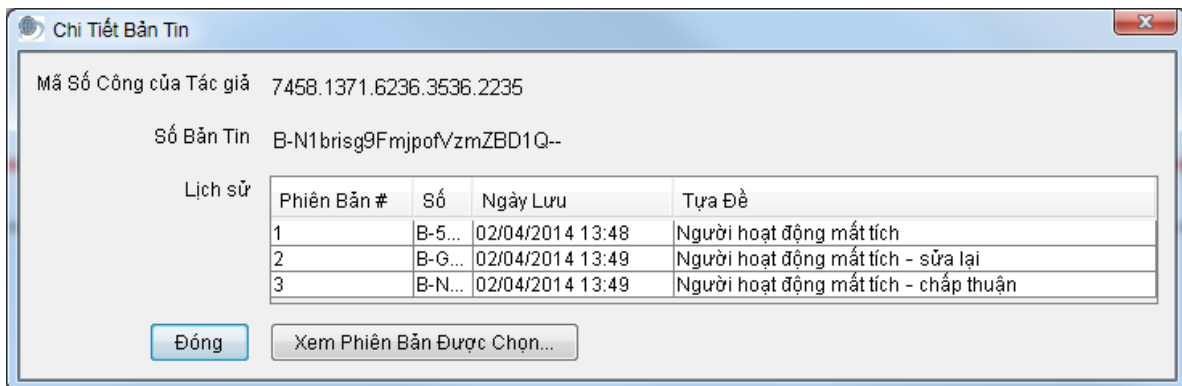 Chi Tiết Bản Tin
Mã Số Công của Tác giả 7458.1371.6236.3536.2235
Số Bản Tin B-N1brisg9FmjpofVzmZBD1Q--
Lịch sử
Phiên Bản # Số Ngày Lưu Tựa Đề
1 B-5... 02/04/2014 13:48 Người hoạt động mất tích
2 B-G... 02/04/2014 13:49 Người hoạt động mất tích - sửa lại
3 B-N... 02/04/2014 13:49 Người hoạt động mất tích - chấp thuận
Đóng Xem Phiên Bản Được Chọn...